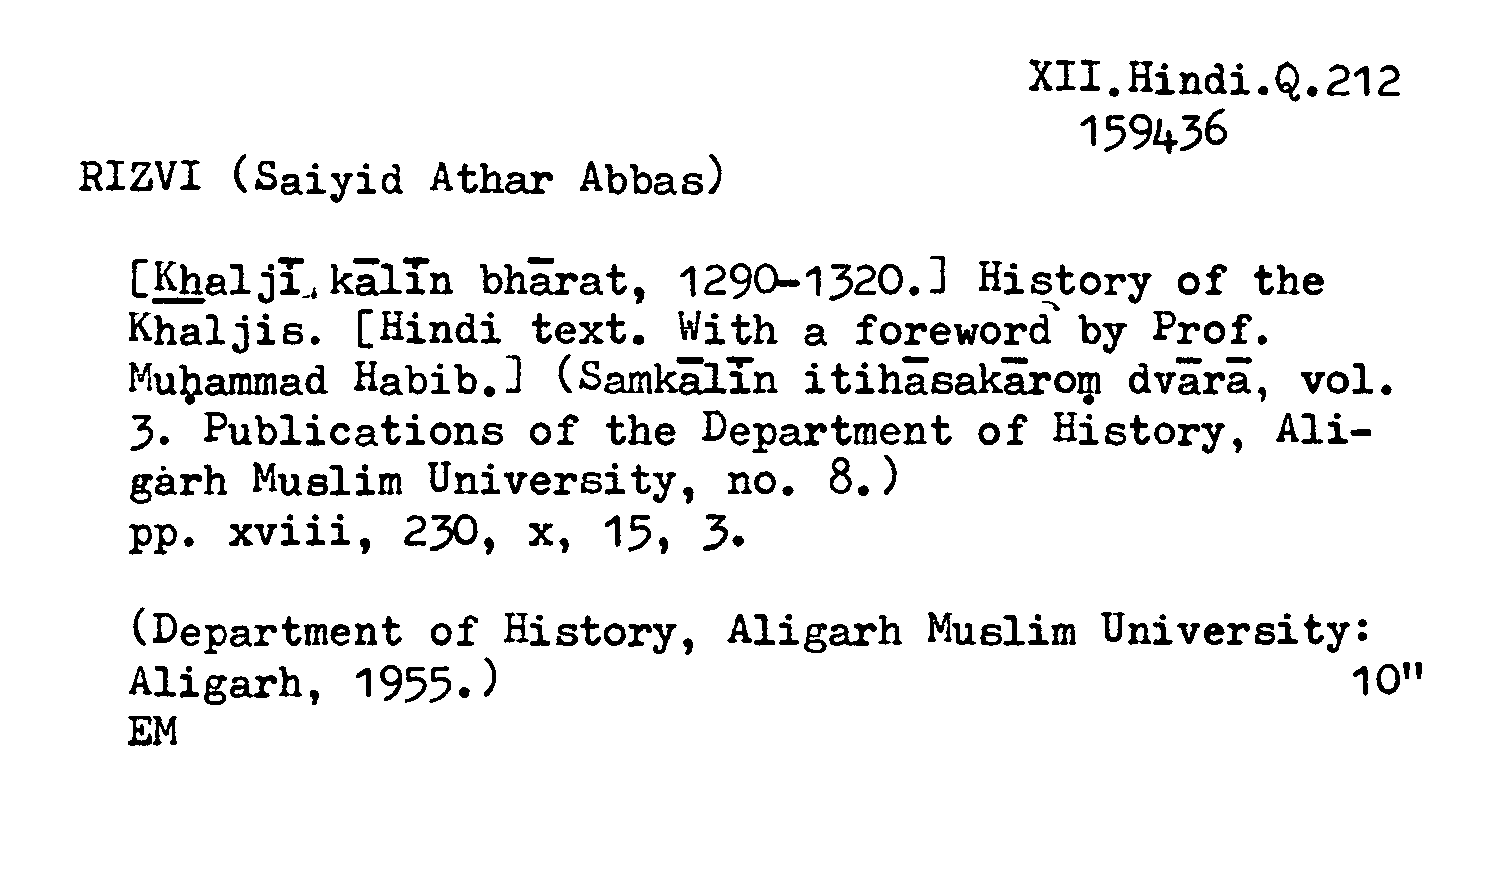 XII.Hindi.Q.212
159436
RIZVI (Saiyid Athar Abbas)
[Khaljī kālīn bhārat, 1290-1320.] History of the
Khaljis. [Hindi text. With a foreword by Prof.
Muḥammad Habib.] (Samkālīn itihāsakāroṃ dvārā, vol.
3. Publications of the Department of History, Ali-
garh Muslim University, no. 8.)
pp. xviii, 230, x, 15, 3.
(Department of History, Aligarh Muslim University:
Aligarh, 1955.) 10"
EM